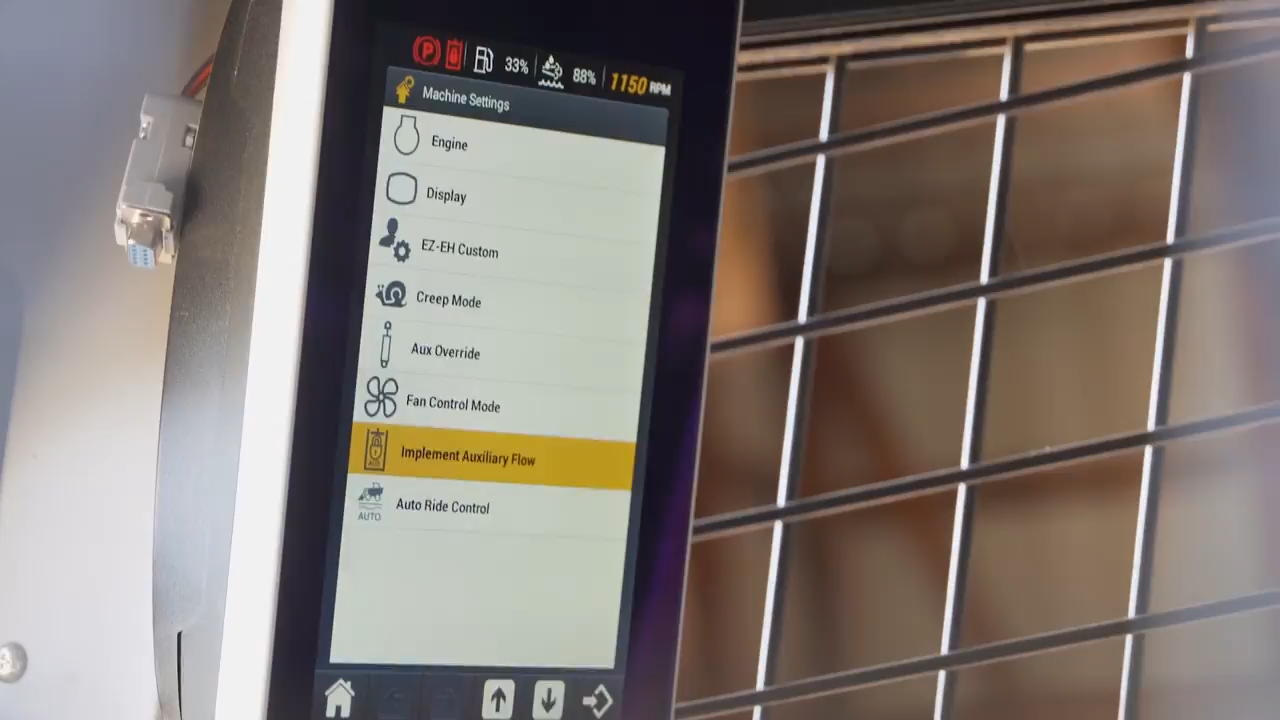 P 33% 88% 1150 RPM
Machine Settings
Engine
Display
EZ-EH Custom
Creep Mode
Aux Override
Fan Control Mode
Implement Auxiliary Flow
Auto Ride Control
AUTO